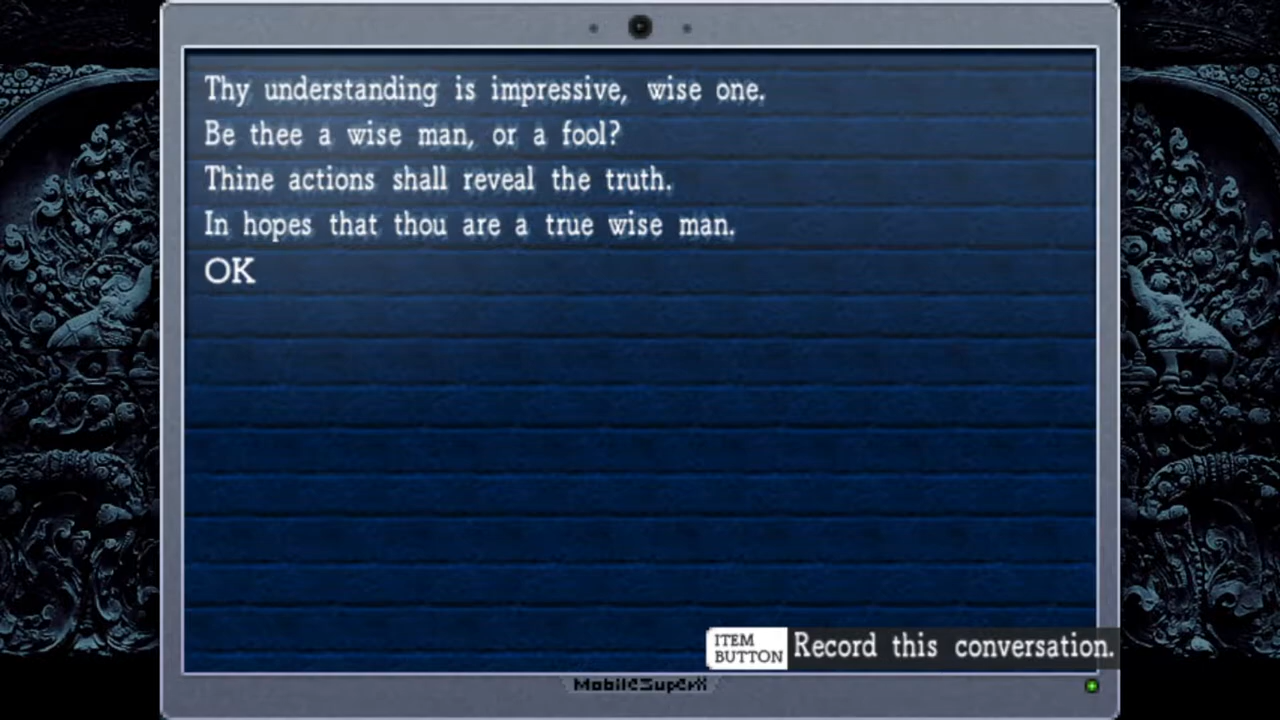 Thy understanding is impressive, wise one.
Be thee a wise man, or a fool?
Thine actions shall reveal the truth.
In hopes that thou are a true wise man.
OK
ITEM
BUTTON
Record this conversation.
MobileSuperX